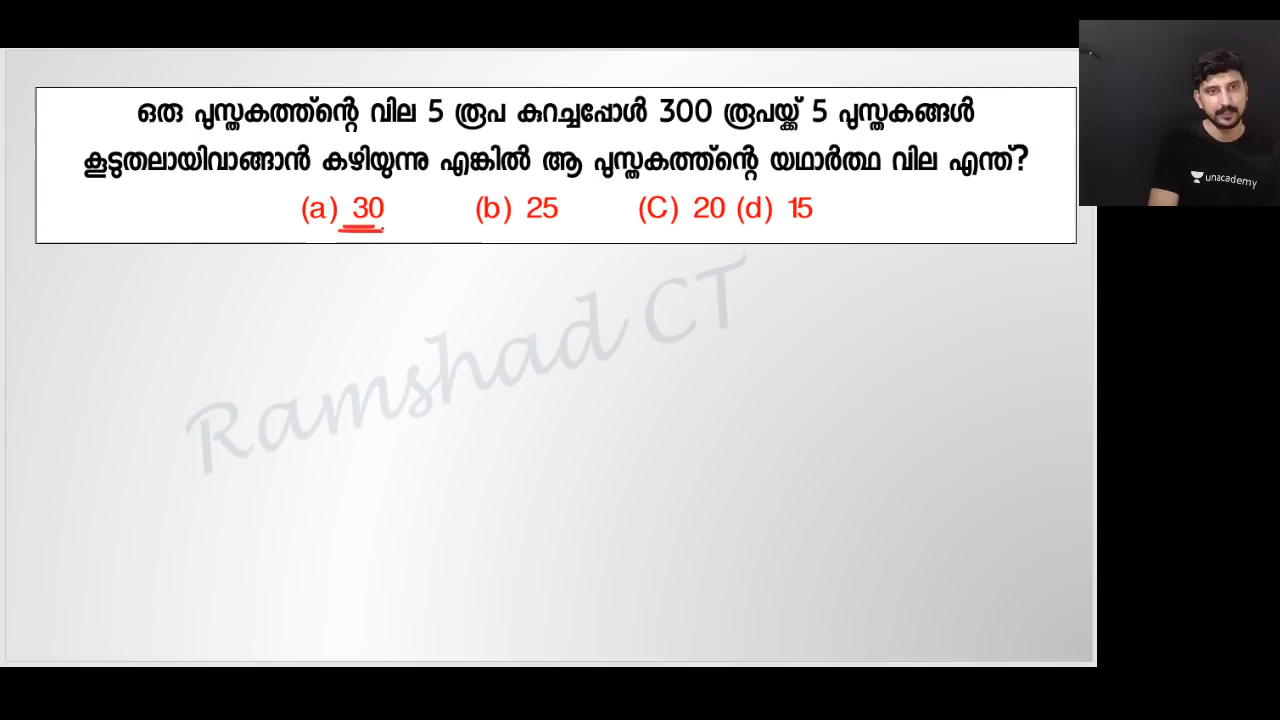 ഒരു പുസ്തകത്ത്ന്റെ വില 5 രൂപ കുറച്ചപ്പോൾ 300 രൂപയ്ക്ക് 5 പുസ്തകങ്ങൾ
കൂടുതലായിവാങ്ങാൻ കഴിയുന്നു എങ്കിൽ ആ പുസ്തകത്ത്ന്റെ യഥാർത്ഥ വില എന്ത്?
(a) 30 (b) 25 (C) 20 (d) 15
Ramshad CT
unacademy